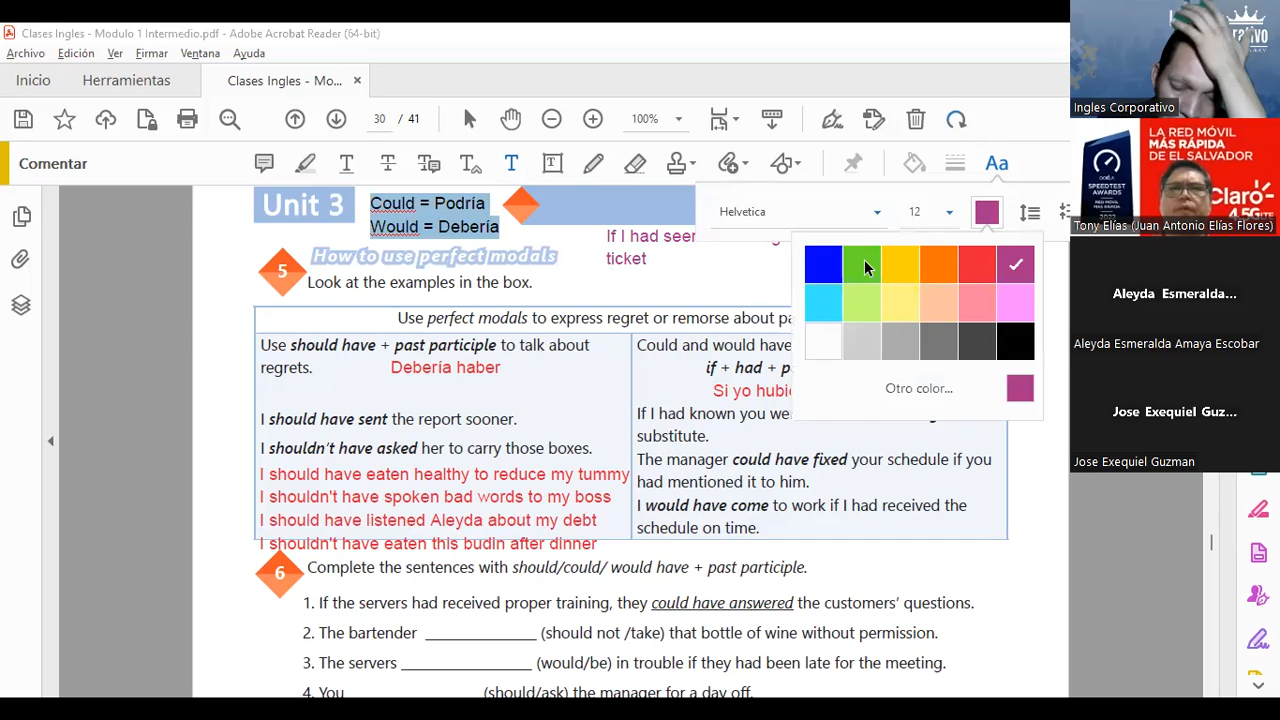 Clases Ingles - Modulo 1 Intermedio.pdf - Adobe Acrobat Reader (64-bit)
Archivo Edición Ver Firmar Ventana Ayuda
Inicio Herramientas Clases Ingles - Mo... ×
30 / 41 100%
Comentar
Helvetica 12
Otro color...
Unit 3
Could = Podría
Would = Debería
If I had seen
ticket
5 How to use perfect modals
Look at the examples in the box.
Use perfect modals to express regret or remorse about pa
Use should have + past participle to talk about
regrets. Debería haber
I should have sent the report sooner.
I shouldn't have asked her to carry those boxes.
I should have eaten healthy to reduce my tummy
I shouldn't have spoken bad words to my boss
I should have listened Aleyda about my debt
I shouldn't have eaten this budin after dinner
Could and would have
if + had + p
Si yo hubie
If I had known you we
substitute.
The manager could have fixed your schedule if you
had mentioned it to him.
I would have come to work if I had received the
schedule on time.
6 Complete the sentences with should/could/ would have + past participle.
1. If the servers had received proper training, they could have answered the customers' questions.
2. The bartender ______________ (should not /take) that bottle of wine without permission.
3. The servers ________________ (would/be) in trouble if they had been late for the meeting.
4. You (should/ask) the manager for a day off.
Ingles Corporativo
LA RED MÓVIL
MÁS RÁPIDA
DE EL SALVADOR
SPEEDTEST
AWARDS
Claro
4.5G
Tony Elías (Juan Antonio Elías Flores)
Aleyda Esmeralda...
Aleyda Esmeralda Amaya Escobar
Jose Exequiel Guz...
Jose Exequiel Guzman